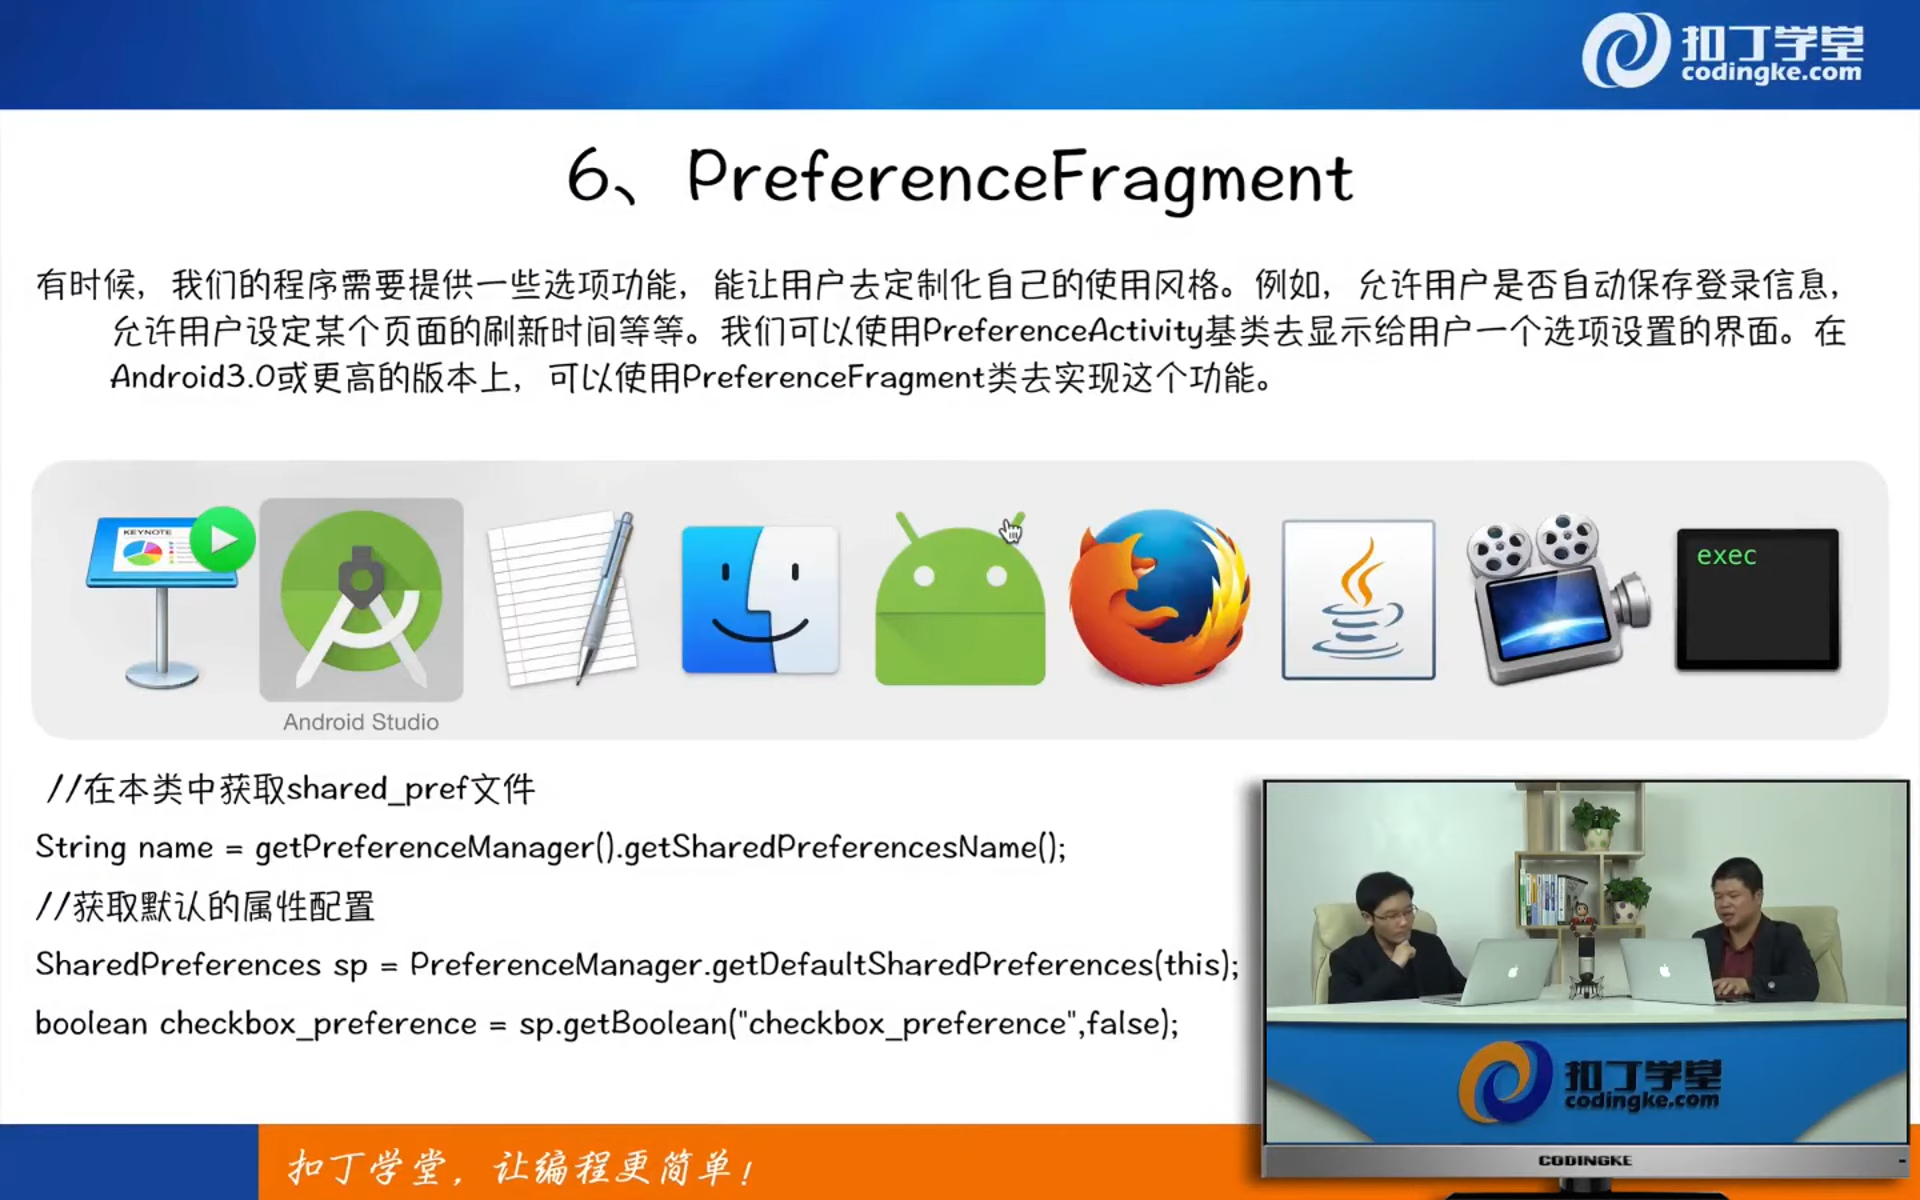 扣丁学堂
codingke.com
6、PreferenceFragment
有时候，我们的程序需要提供一些选项功能，能让用户去定制化自己的使用风格。例如，允许用户是否自动保存登录信息，
允许用户设定某个页面的刷新时间等等。我们可以使用PreferenceActivity基类去显示给用户一个选项设置的界面。在
Android3.0或更高的版本上，可以使用PreferenceFragment类去实现这个功能。
KEYNOTE
exec
Android Studio
//在本类中获取shared_pref文件
String name = getPreferenceManager().getSharedPreferencesName();
//获取默认的属性配置
SharedPreferences sp = PreferenceManager.getDefaultSharedPreferences(this);
boolean checkbox_preference = sp.getBoolean("checkbox_preference",false);
扣丁学堂
codingke.com
CODINGKE
扣丁学堂，让编程更简单！